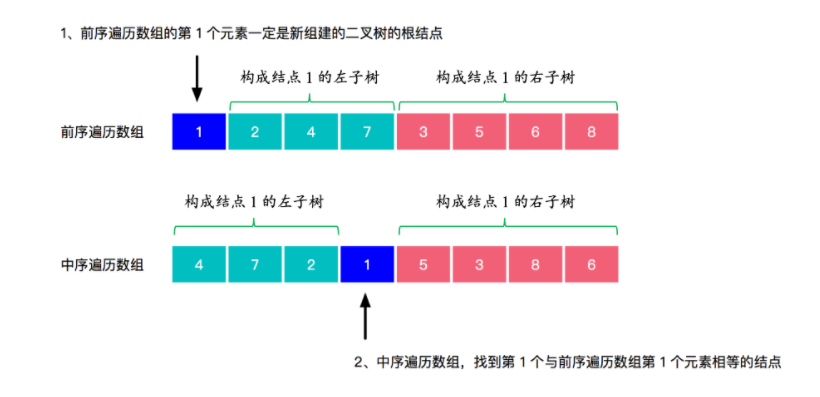 1、前序遍历数组的第 1 个元素一定是新组建的二叉树的根结点
构成结点 1 的左子树 构成结点 1 的右子树
前序遍历数组 1 2 4 7 3 5 6 8
构成结点 1 的左子树 构成结点 1 的右子树
中序遍历数组 4 7 2 1 5 3 8 6
2、中序遍历数组，找到第 1 个与前序遍历数组第 1 个元素相等的结点